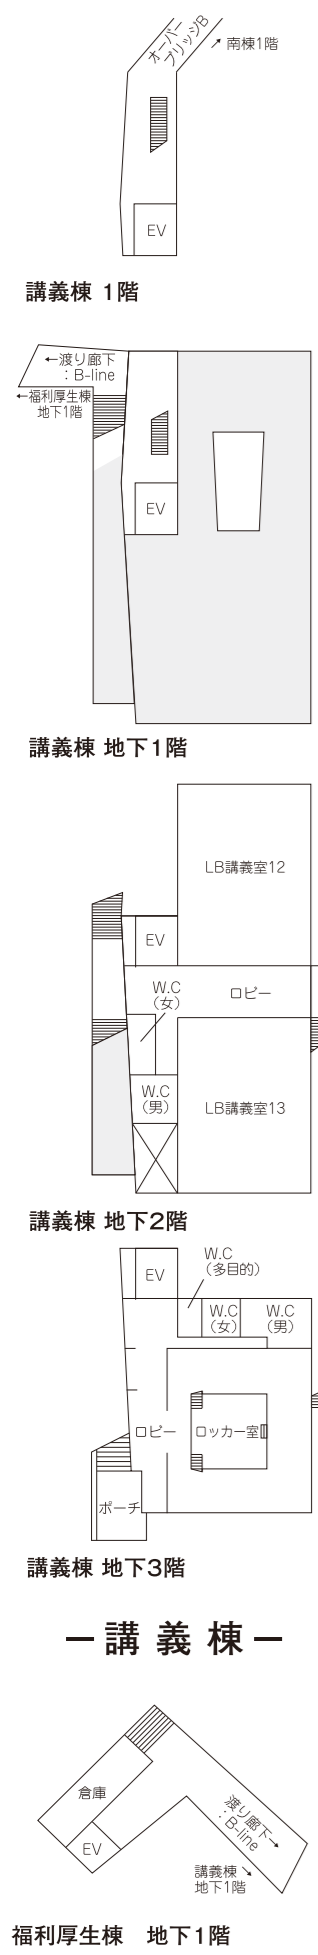 オーバー
ブリッジB
↗ 南棟1階
EV
講義棟 1階
←渡り廊下
：B-line
←福利厚生棟
地下1階
EV
講義棟 地下1階
LB講義室12
EV
W.C
(女)
ロビー
W.C
(男)
LB講義室13
講義棟 地下2階
W.C
(多目的)
EV
W.C
(女)
W.C
(男)
ロビー
ロッカー室
ポーチ
講義棟 地下3階
ー講義棟ー
倉庫
EV
渡り廊下→
：B-line
講義棟↘
地下1階
福利厚生棟　地下1階